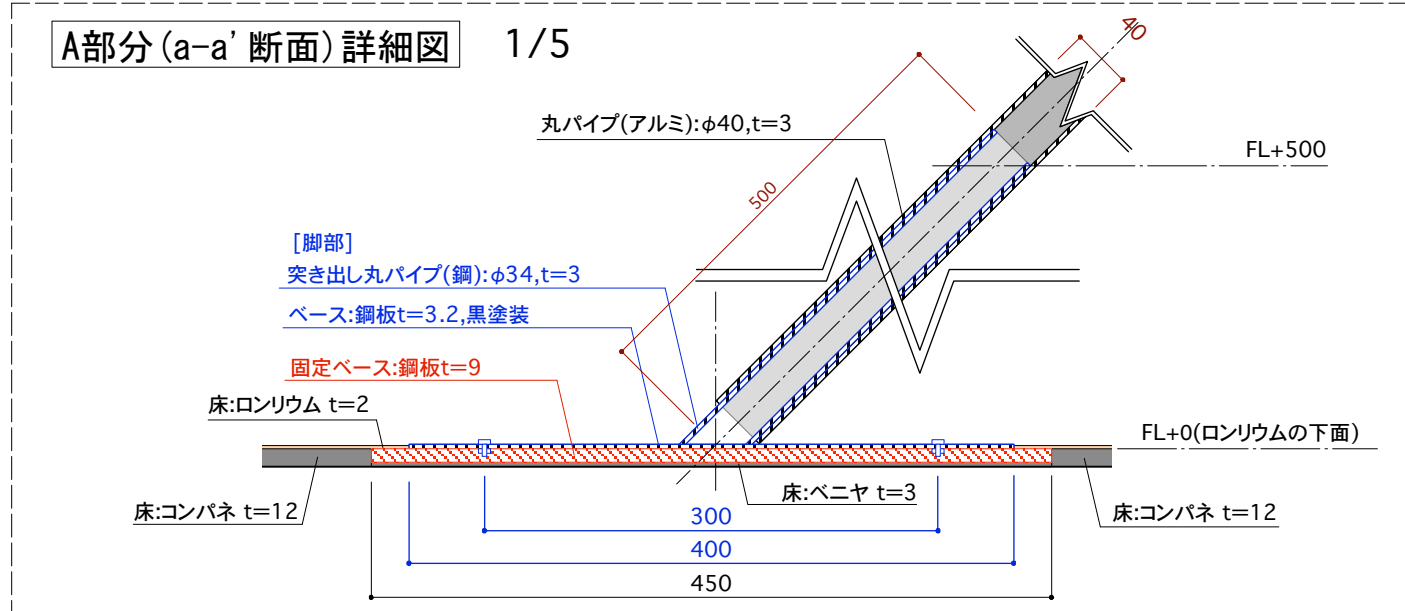 A部分(a-a'断面)詳細図 1/5
40
丸パイプ(アルミ):φ40,t=3
FL+500
500
[脚部]
突き出し丸パイプ(鋼):φ34,t=3
ベース:鋼板t=3.2,黒塗装
固定ベース:鋼板t=9
床:ロンリウム t=2
FL+0(ロンリウムの下面)
床:ベニヤ t=3
床:コンパネ t=12
床:コンパネ t=12
300
400
450